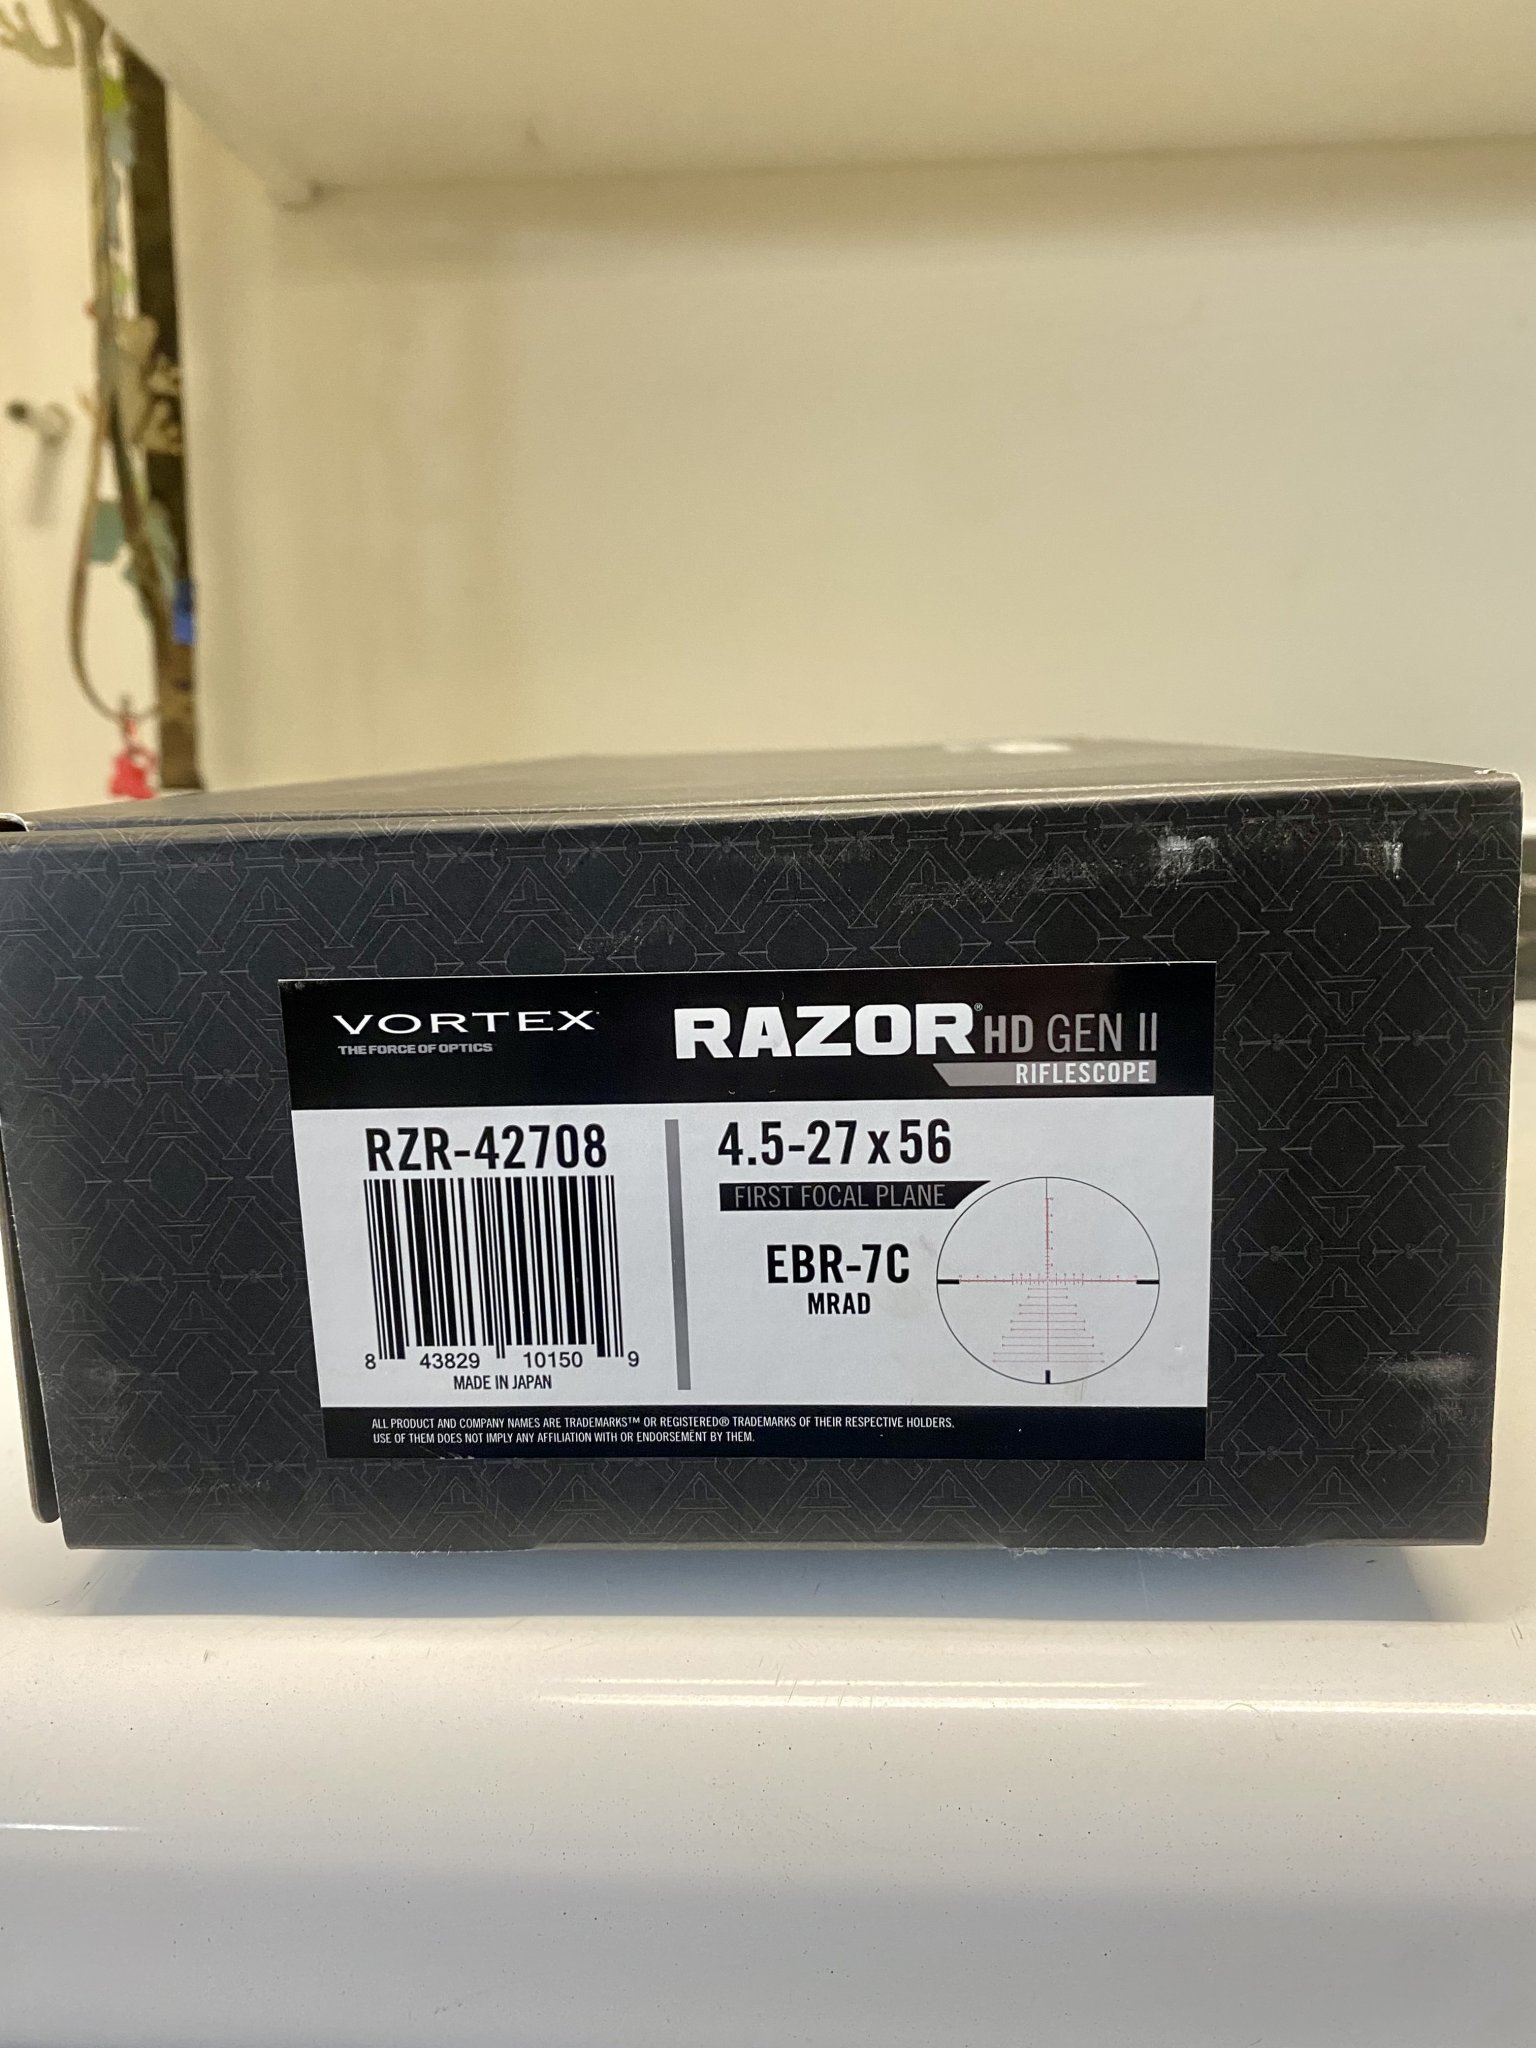 VORTEX
THE FORCE OF OPTICS
RAZOR® HD GEN II
RIFLESCOPE
RZR-42708
8 43829 10150 9
MADE IN JAPAN
4.5-27 x 56
FIRST FOCAL PLANE
EBR-7C
MRAD
ALL PRODUCT AND COMPANY NAMES ARE TRADEMARKS™ OR REGISTERED® TRADEMARKS OF THEIR RESPECTIVE HOLDERS.
USE OF THEM DOES NOT IMPLY ANY AFFILIATION WITH OR ENDORSEMENT BY THEM.